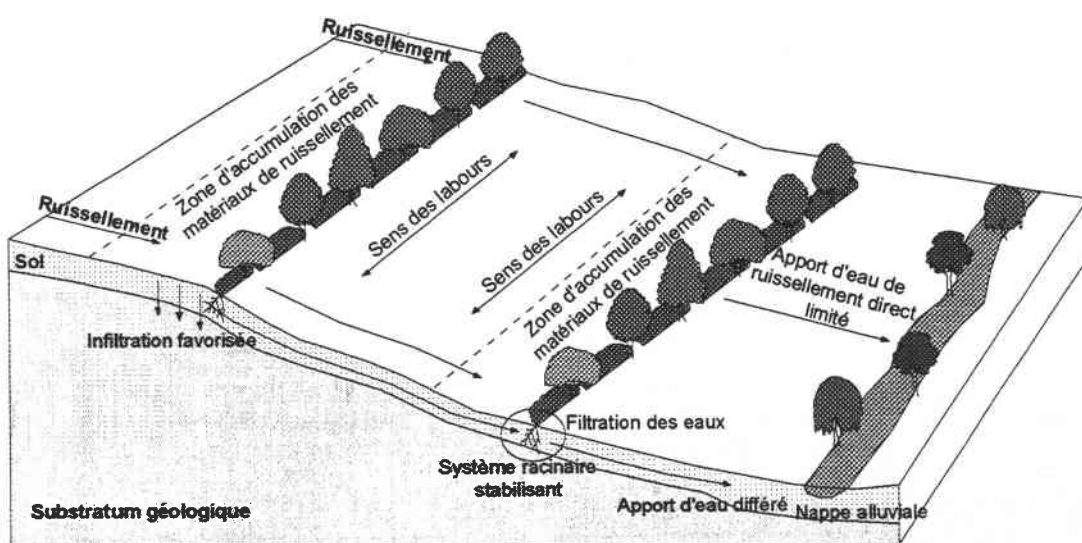 Ruissellement
Zone d'accumulation des
matériaux de ruissellement
Ruissellement
Sol
Infiltration favorisée
Sens des labours
Sens des labours
Zone d'accumulation des
matériaux de ruissellement
Apport d'eau de
ruissellement direct
limité
Filtration des eaux
Système racinaire
stabilisant
Apport d'eau différé
Nappe alluviale
Substratum géologique